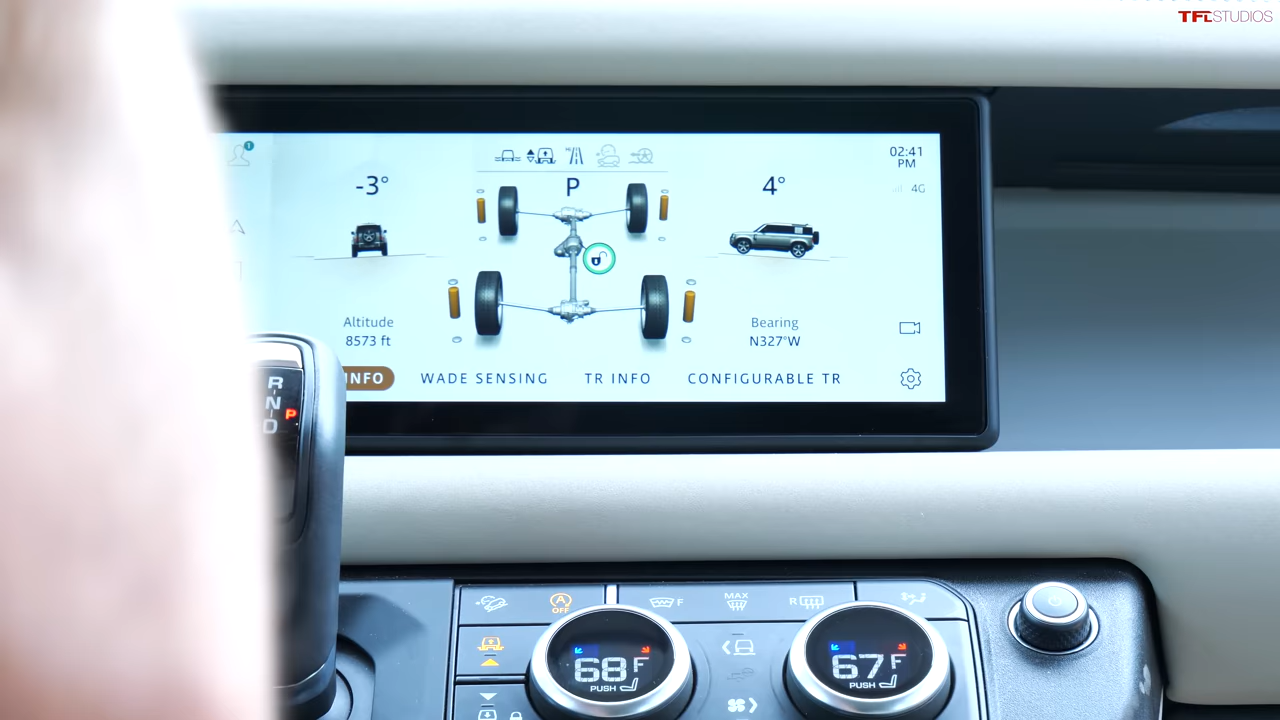 TFLSTUDIOS
1
02:41
PM
4G
-3°
P
4°
Altitude
8573 ft
Bearing
N327°W
INFO
WADE SENSING
TR INFO
CONFIGURABLE TR
R
N
P
D
OFF
F
MAX
R
68F
PUSH
67F
PUSH